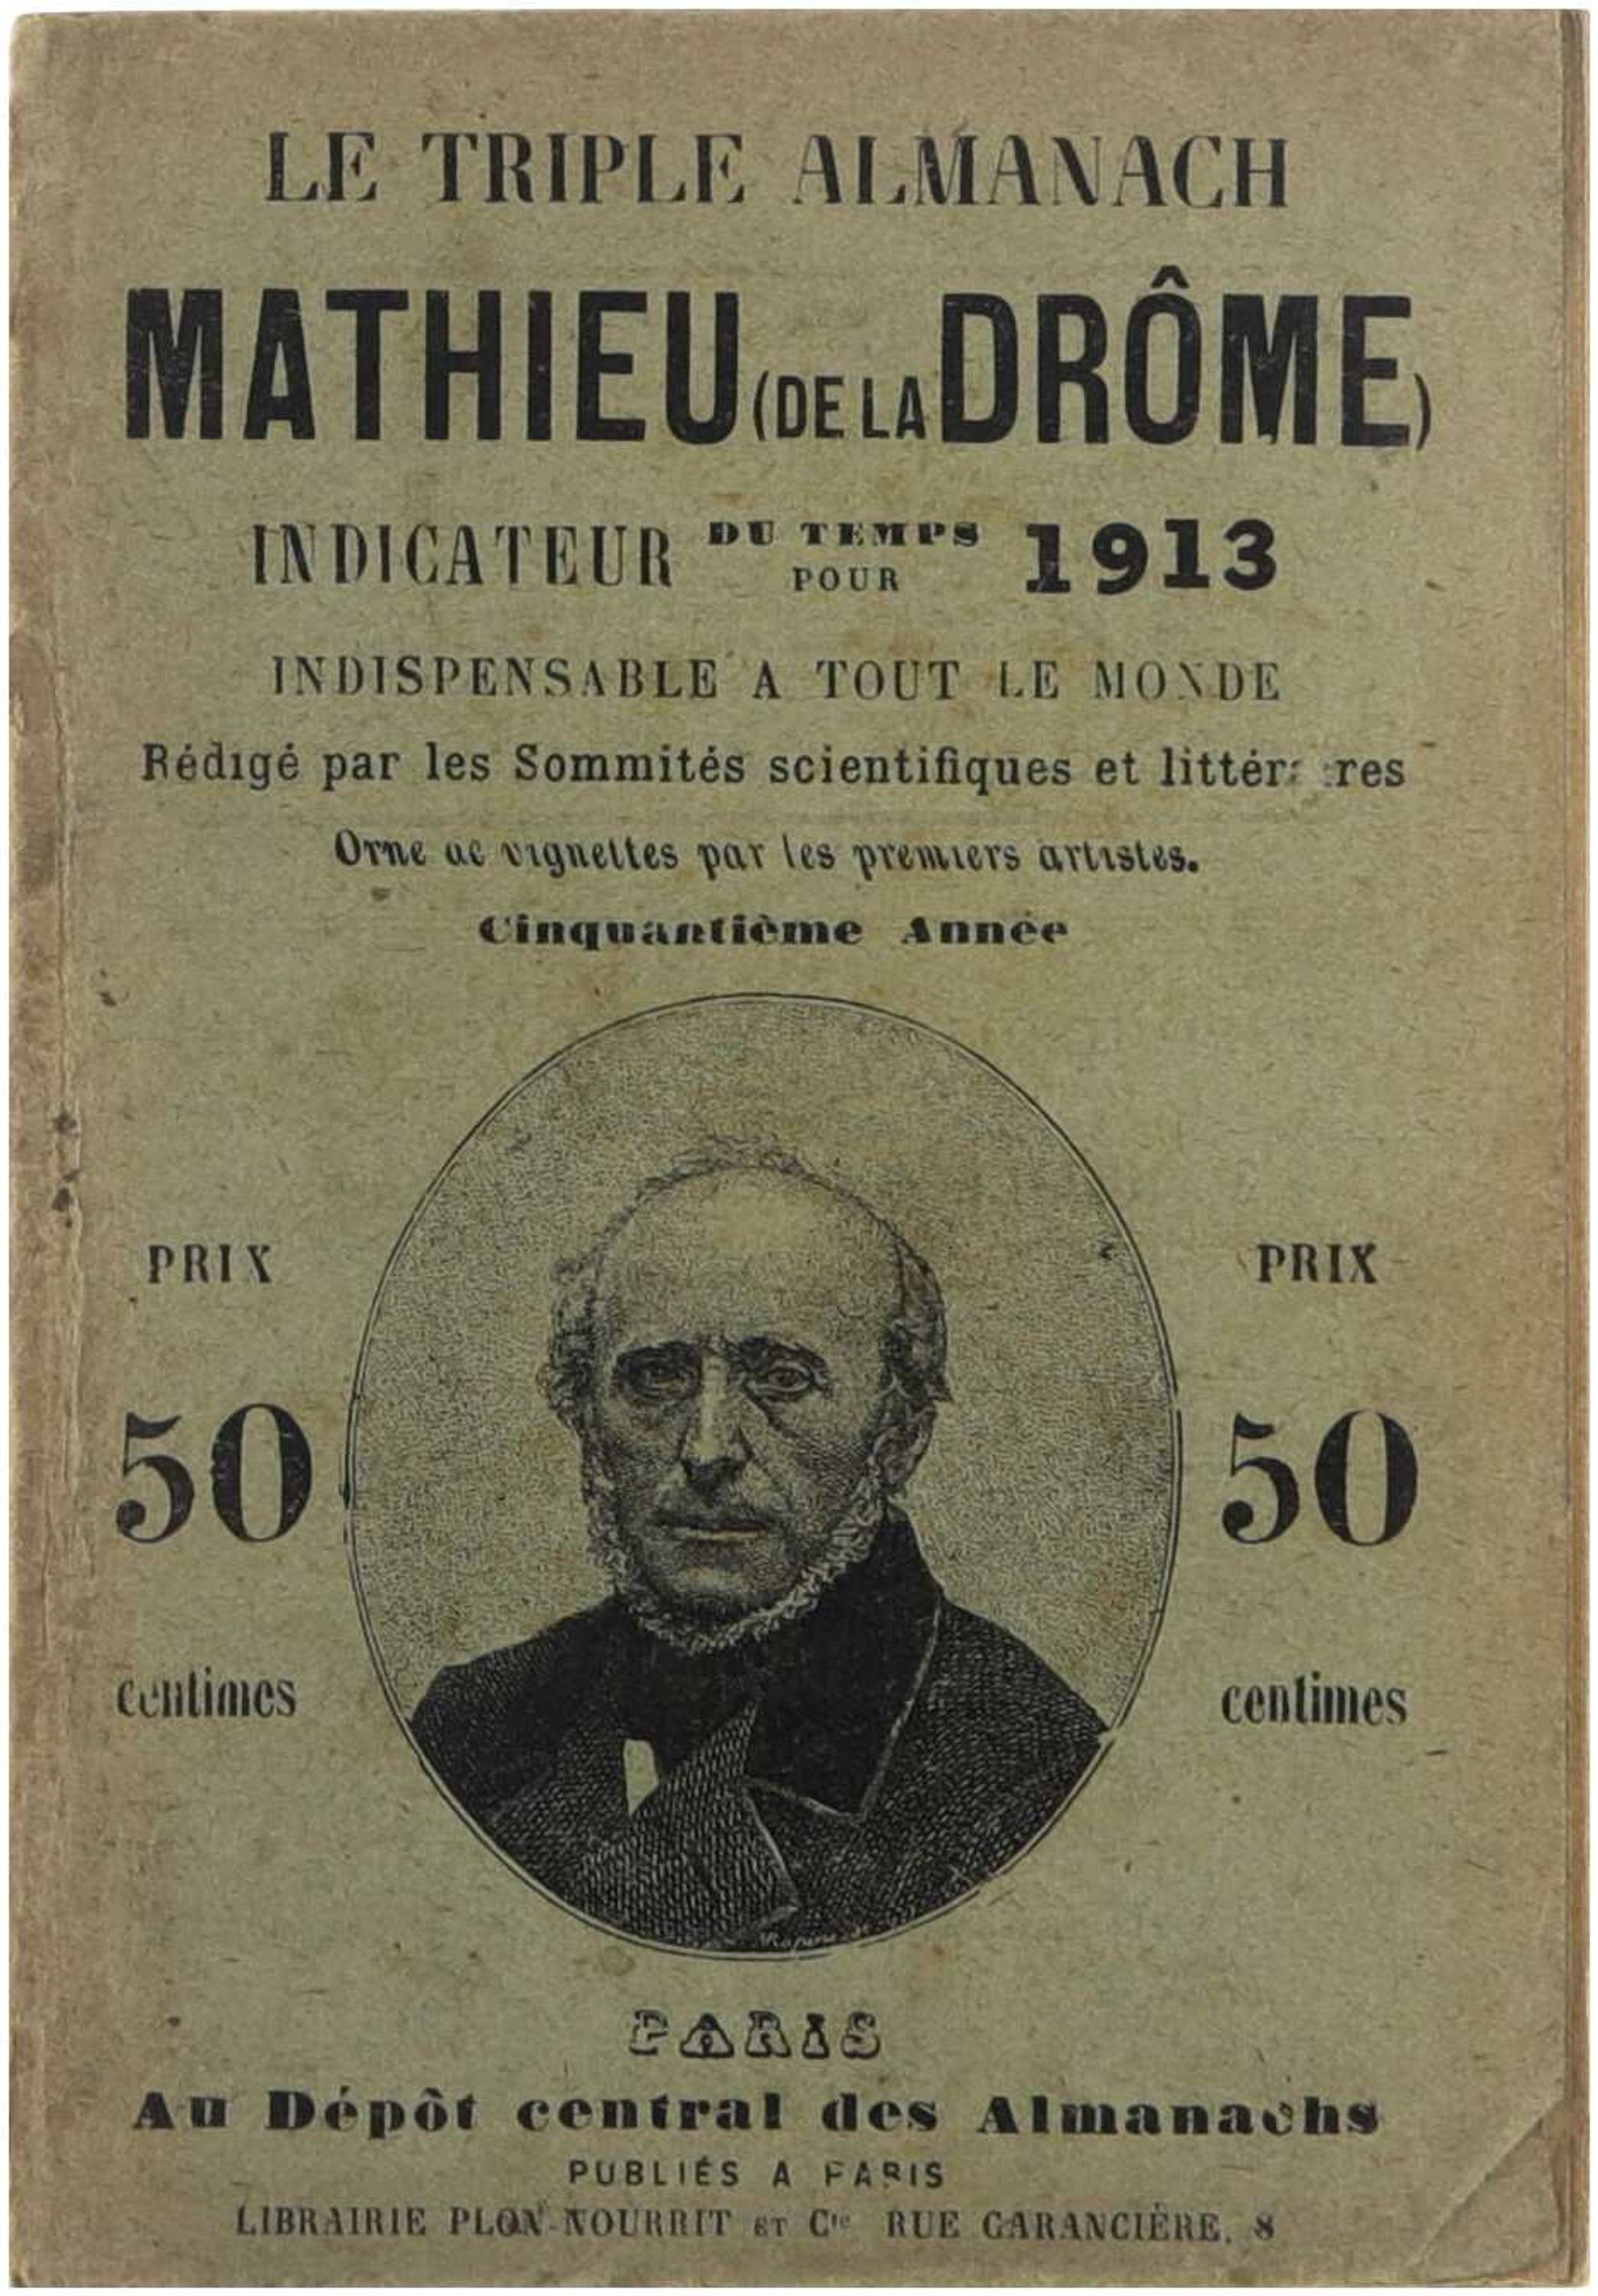 LE TRIPLE ALMANACH
MATHIEU (DE LA DRÔME)
INDICATEUR DU TEMPS POUR 1913
INDISPENSABLE A TOUT LE MONDE
Rédigé par les Sommités scientifiques et
Orné de vignettes par les premiers artistes.
Cinquantième Année
PRIX
50
centimes
PRIX
50
centimes
PARIS
Au Dépôt central des Almanachs
PUBLIÉS A PARIS
LIBRAIRIE PLON-NOURRIT ET Cie RUE GARANCIÈRE, 8